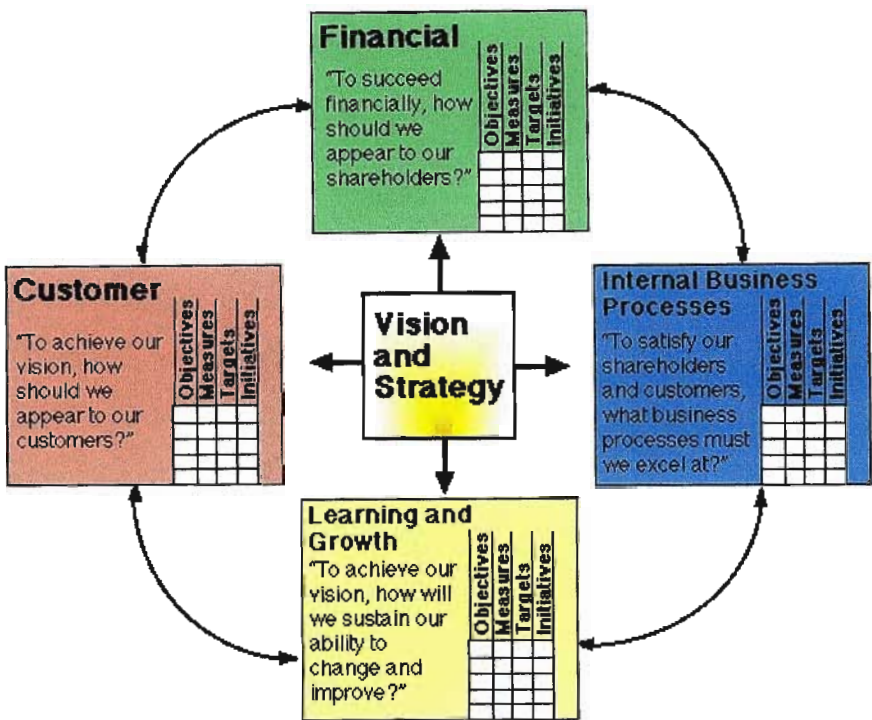 Financial
"To succeed
financially, how
should we
appear to our
shareholders?"
Objectives
Measures
Targets
Initiatives
Customer
"To achieve our
vision, how
should we
appear to our
customers?"
Objectives
Measures
Targets
Initiatives
Vision
and
Strategy
Internal Business
Processes
"To satisfy our
shareholders
and customers,
what business
processes must
we excel at?"
Objectives
Measures
Targets
Initiatives
Learning and
Growth
"To achieve our
vision, how will
we sustain our
ability to
change and
improve?"
Objectives
Measures
Targets
Initiatives